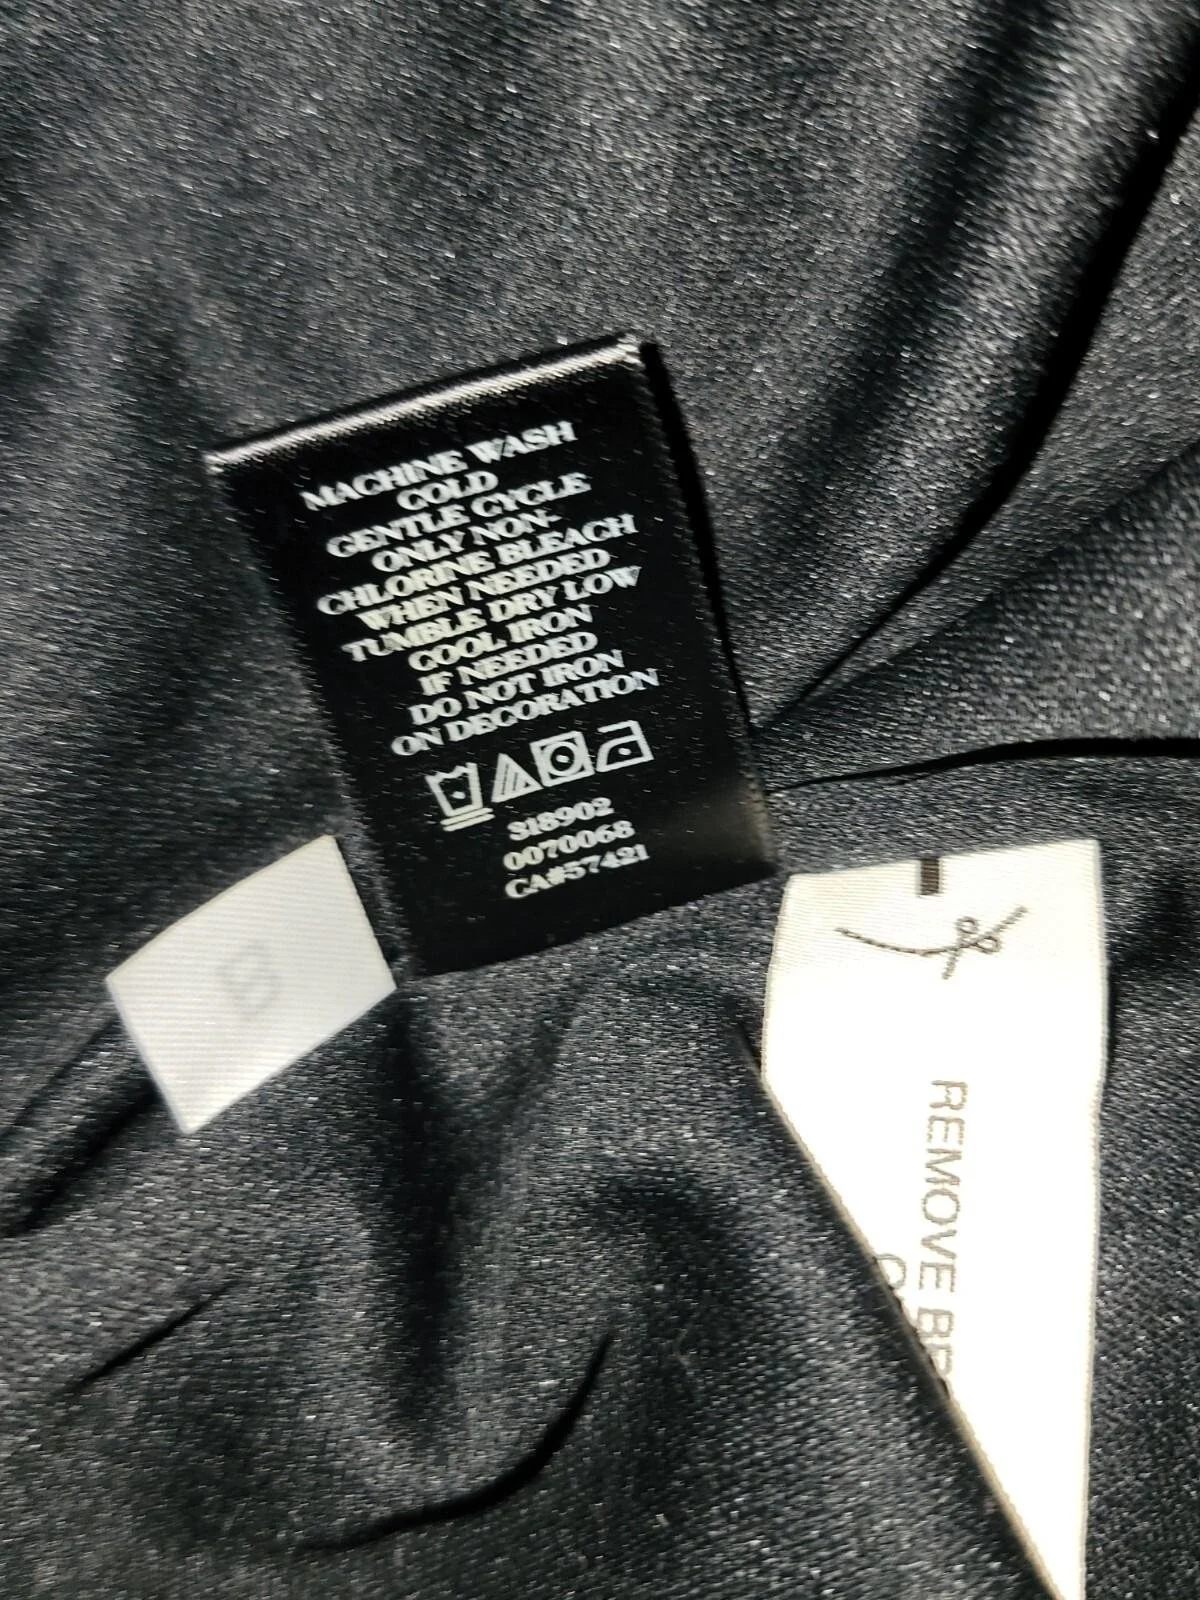 MACHINE WASH
COLD
GENTLE CYCLE
ONLY NON-
CHLORINE BLEACH
WHEN NEEDED
TUMBLE DRY LOW
COOL IRON
IF NEEDED
DO NOT IRON
ON DECORATION
318902
0070068
CA#57421
B
REMOVE